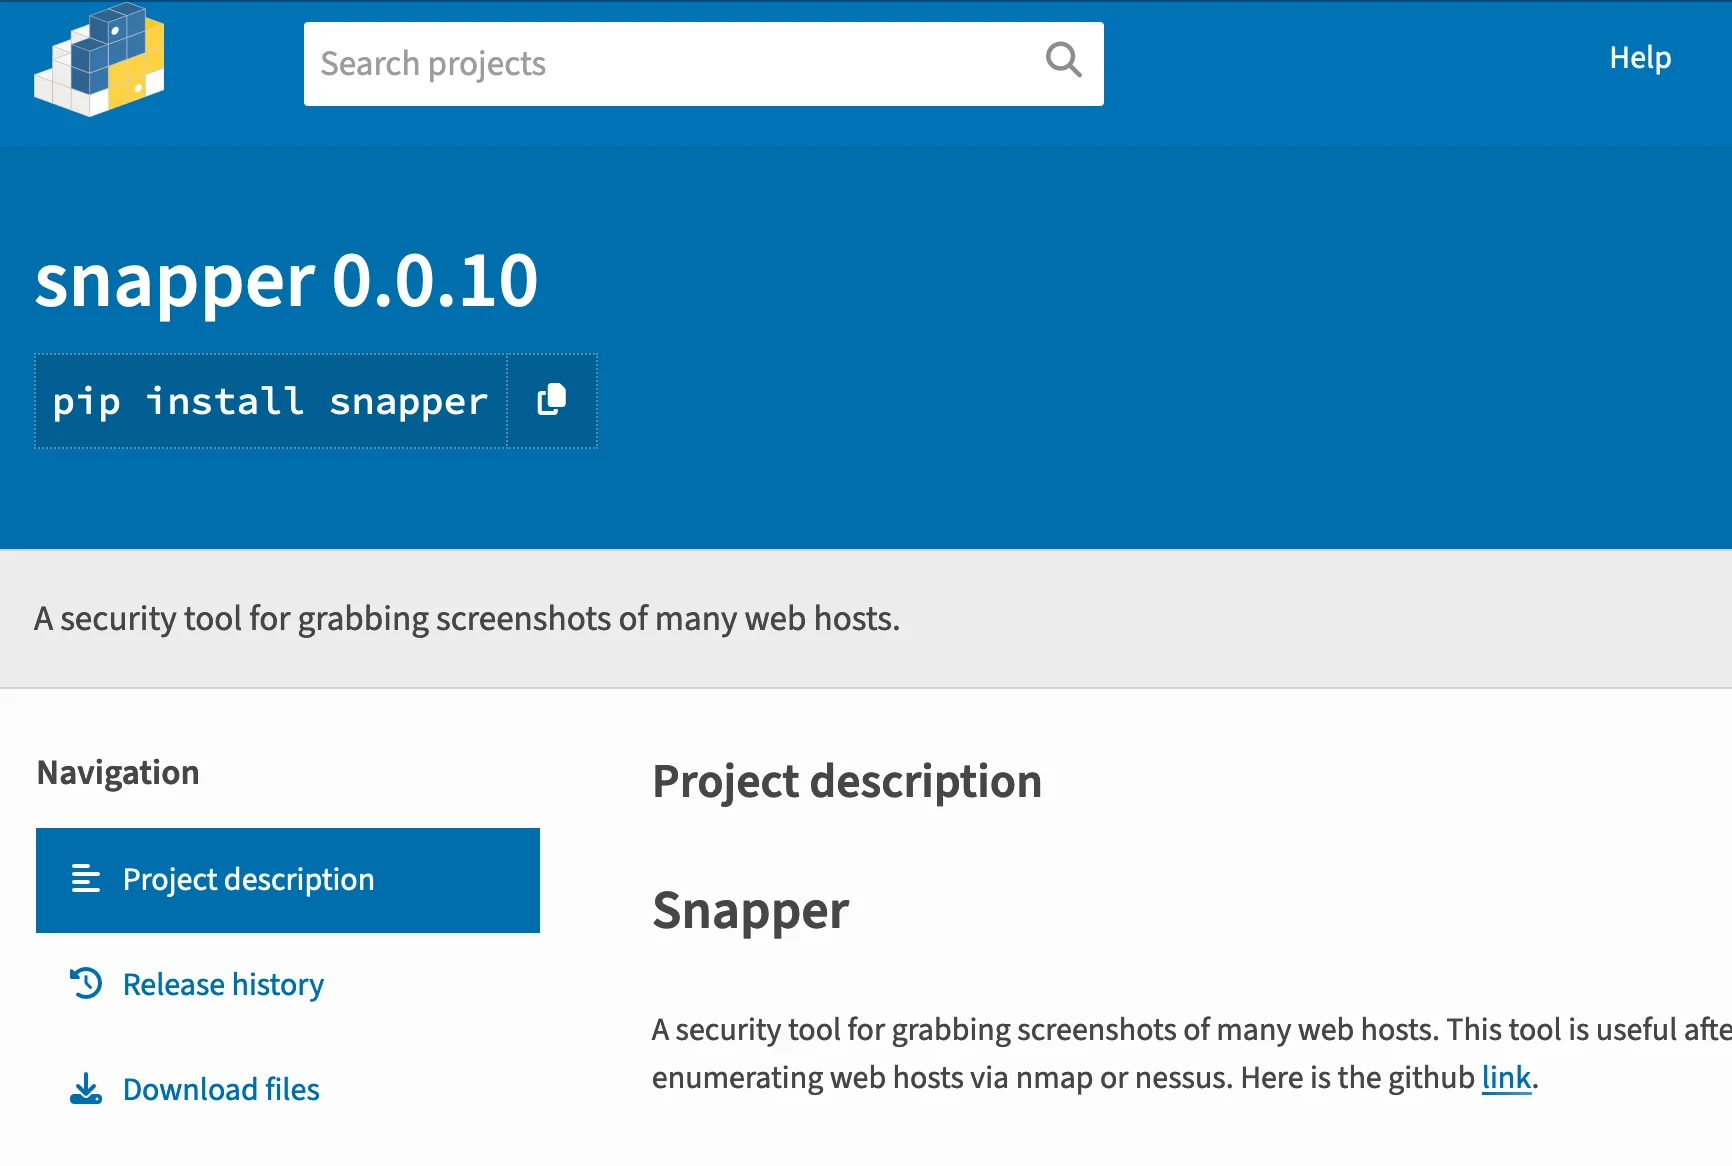 Search projects
Help
snapper 0.0.10
pip install snapper
A security tool for grabbing screenshots of many web hosts.
Navigation
Project description
Release history
Download files
Project description
Snapper
A security tool for grabbing screenshots of many web hosts. This tool is useful afte
enumerating web hosts via nmap or nessus. Here is the github link.